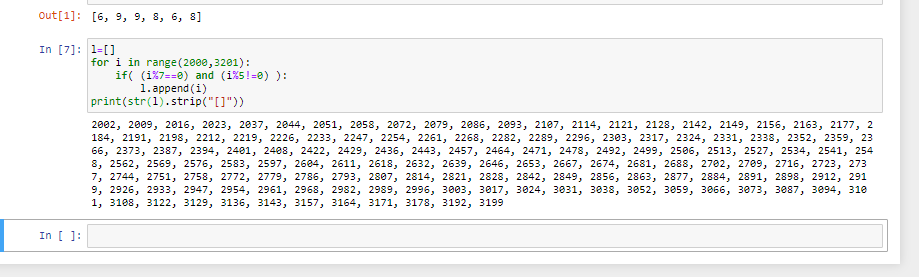 Out[1]: [6, 9, 9, 8, 6, 8]
In [7]: l=[]
for i in range(2000,3201):
    if( (i%7==0) and (i%5!=0) ):
        l.append(i)
print(str(l).strip("[]"))
2002, 2009, 2016, 2023, 2037, 2044, 2051, 2058, 2072, 2079, 2086, 2093, 2107, 2114, 2121, 2128, 2142, 2149, 2156, 2163, 2177, 2
184, 2191, 2198, 2212, 2219, 2226, 2233, 2247, 2254, 2261, 2268, 2282, 2289, 2296, 2303, 2317, 2324, 2331, 2338, 2352, 2359, 23
66, 2373, 2387, 2394, 2401, 2408, 2422, 2429, 2436, 2443, 2457, 2464, 2471, 2478, 2492, 2499, 2506, 2513, 2527, 2534, 2541, 254
8, 2562, 2569, 2576, 2583, 2597, 2604, 2611, 2618, 2632, 2639, 2646, 2653, 2667, 2674, 2681, 2688, 2702, 2709, 2716, 2723, 273
7, 2744, 2751, 2758, 2772, 2779, 2786, 2793, 2807, 2814, 2821, 2828, 2842, 2849, 2856, 2863, 2877, 2884, 2891, 2898, 2912, 291
9, 2926, 2933, 2947, 2954, 2961, 2968, 2982, 2989, 2996, 3003, 3017, 3024, 3031, 3038, 3052, 3059, 3066, 3073, 3087, 3094, 310
1, 3108, 3122, 3129, 3136, 3143, 3157, 3164, 3171, 3178, 3192, 3199
In [ ]: